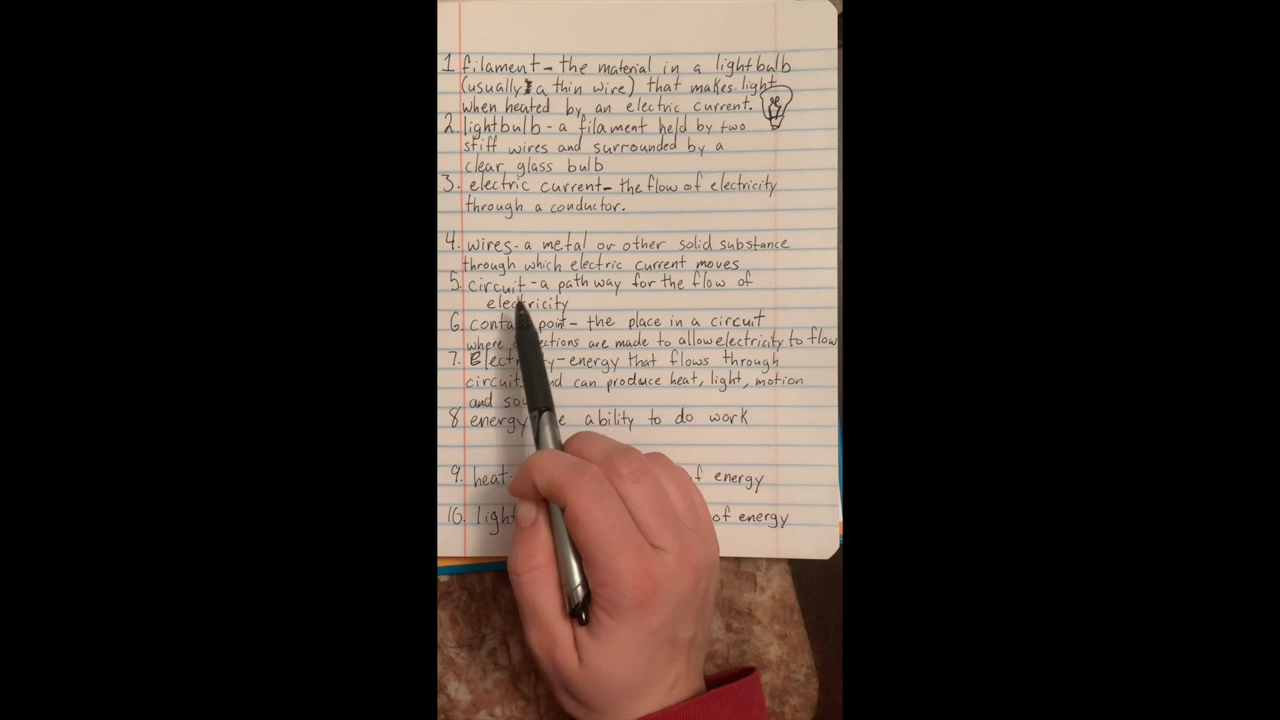 1 filament - the material in a lightbulb
(usually a thin wire) that makes light
when heated by an electric current.
2. lightbulb - a filament held by two
stiff wires and surrounded by a
clear glass bulb
3. electric current - the flow of electricity
through a conductor.
4. wires - a metal or other solid substance
through which electric current moves
5. circuit - a pathway for the flow of
electricity
6. point - the place in a circuit
where are made to allow electricity to flow
7. energy that flows through
can produce heat, light, motion
and
8 energy ability to do work
9. heat - of energy
10. light of energy